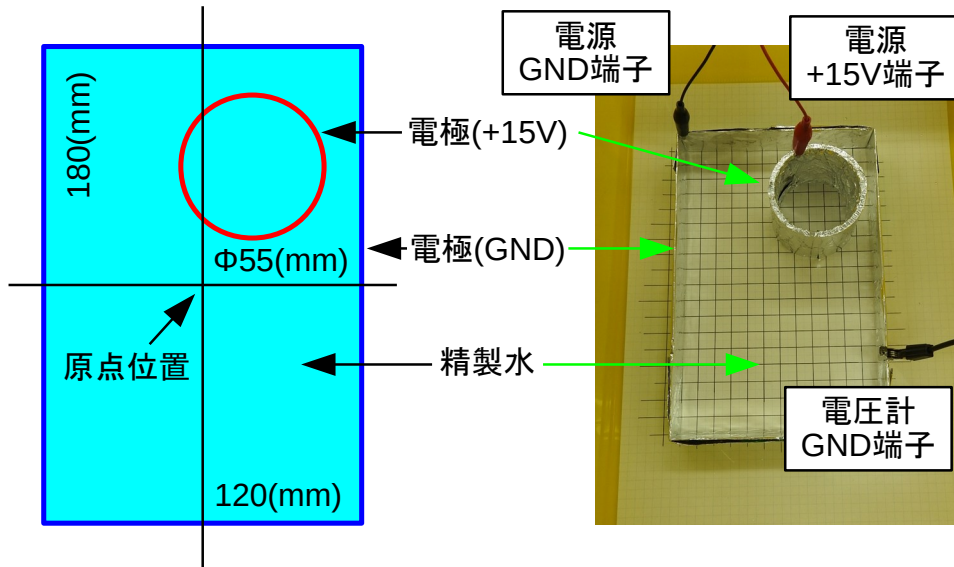 180(mm)
Φ55(mm)
原点位置
120(mm)
電極(+15V)
電極(GND)
精製水
電源
GND端子
電源
+15V端子
電圧計
GND端子